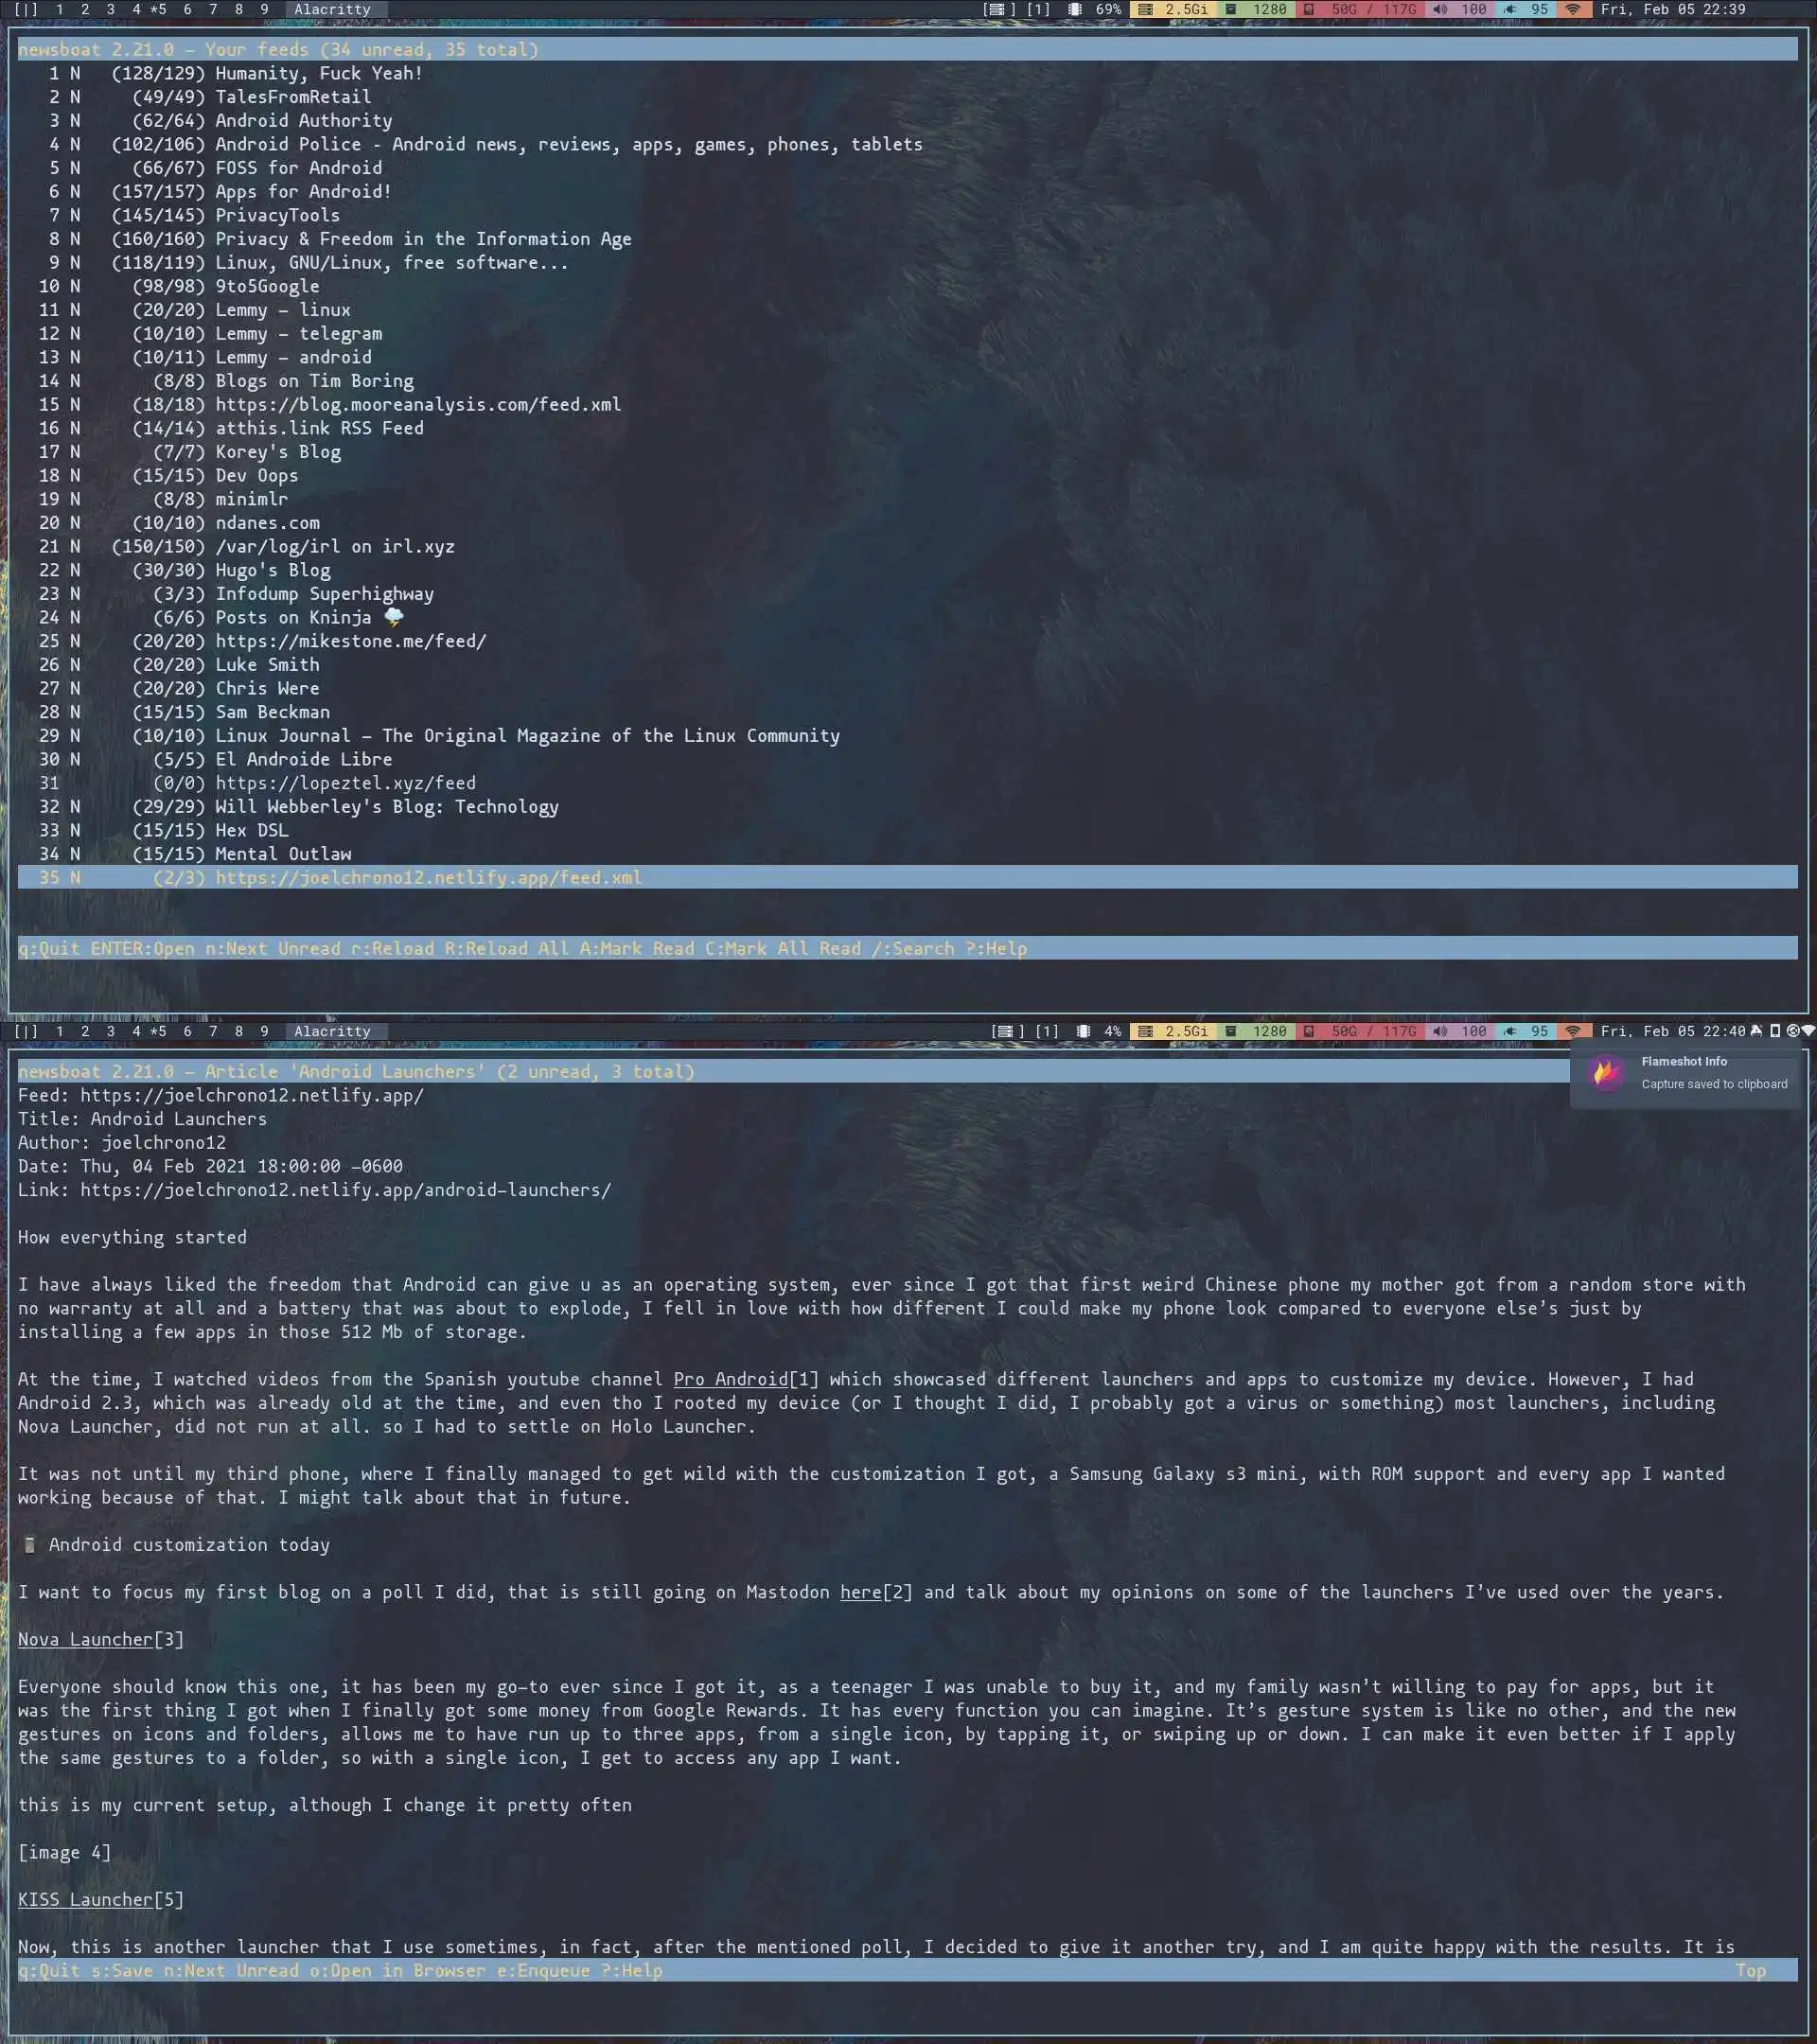 [|] 1 2 3 4 *5 6 7 8 9 Alacritty [ ] [1] 69% 2.5Gi 1280 50G / 117G 100 95 Fri, Feb 05 22:39
newsboat 2.21.0 – Your feeds (34 unread, 35 total)
1 N (128/129) Humanity, Fuck Yeah!
2 N (49/49) TalesFromRetail
3 N (62/64) Android Authority
4 N (102/106) Android Police - Android news, reviews, apps, games, phones, tablets
5 N (66/67) FOSS for Android
6 N (157/157) Apps for Android!
7 N (145/145) PrivacyTools
8 N (160/160) Privacy & Freedom in the Information Age
9 N (118/119) Linux, GNU/Linux, free software...
10 N (98/98) 9to5Google
11 N (20/20) Lemmy – linux
12 N (10/10) Lemmy – telegram
13 N (10/11) Lemmy – android
14 N (8/8) Blogs on Tim Boring
15 N (18/18) https://blog.mooreanalysis.com/feed.xml
16 N (14/14) atthis.link RSS Feed
17 N (7/7) Korey's Blog
18 N (15/15) Dev Oops
19 N (8/8) minimlr
20 N (10/10) ndanes.com
21 N (150/150) /var/log/irl on irl.xyz
22 N (30/30) Hugo's Blog
23 N (3/3) Infodump Superhighway
24 N (6/6) Posts on Kninja 🌩️
25 N (20/20) https://mikestone.me/feed/
26 N (20/20) Luke Smith
27 N (20/20) Chris Were
28 N (15/15) Sam Beckman
29 N (10/10) Linux Journal – The Original Magazine of the Linux Community
30 N (5/5) El Androide Libre
31 (0/0) https://lopeztel.xyz/feed
32 N (29/29) Will Webberley's Blog: Technology
33 N (15/15) Hex DSL
34 N (15/15) Mental Outlaw
35 N (2/3) https://joelchrono12.netlify.app/feed.xml
q:Quit ENTER:Open n:Next Unread r:Reload R:Reload All A:Mark Read C:Mark All Read /:Search ?:Help
[|] 1 2 3 4 *5 6 7 8 9 Alacritty [ ] [1] 4% 2.5Gi 1280 50G / 117G 100 95 Fri, Feb 05 22:40
newsboat 2.21.0 – Article 'Android Launchers' (2 unread, 3 total)
Flameshot Info
Capture saved to clipboard
Feed: https://joelchrono12.netlify.app/
Title: Android Launchers
Author: joelchrono12
Date: Thu, 04 Feb 2021 18:00:00 -0600
Link: https://joelchrono12.netlify.app/android-launchers/
How everything started
I have always liked the freedom that Android can give u as an operating system, ever since I got that first weird Chinese phone my mother got from a random store with
no warranty at all and a battery that was about to explode, I fell in love with how different I could make my phone look compared to everyone else’s just by
installing a few apps in those 512 Mb of storage.
At the time, I watched videos from the Spanish youtube channel Pro Android[1] which showcased different launchers and apps to customize my device. However, I had
Android 2.3, which was already old at the time, and even tho I rooted my device (or I thought I did, I probably got a virus or something) most launchers, including
Nova Launcher, did not run at all. so I had to settle on Holo Launcher.
It was not until my third phone, where I finally managed to get wild with the customization I got, a Samsung Galaxy s3 mini, with ROM support and every app I wanted
working because of that. I might talk about that in future.
Android customization today
I want to focus my first blog on a poll I did, that is still going on Mastodon here[2] and talk about my opinions on some of the launchers I’ve used over the years.
Nova Launcher[3]
Everyone should know this one, it has been my go-to ever since I got it, as a teenager I was unable to buy it, and my family wasn’t willing to pay for apps, but it
was the first thing I got when I finally got some money from Google Rewards. It has every function you can imagine. It’s gesture system is like no other, and the new
gestures on icons and folders, allows me to have run up to three apps, from a single icon, by tapping it, or swiping up or down. I can make it even better if I apply
the same gestures to a folder, so with a single icon, I get to access any app I want.
this is my current setup, although I change it pretty often
[image 4]
KISS Launcher[5]
Now, this is another launcher that I use sometimes, in fact, after the mentioned poll, I decided to give it another try, and I am quite happy with the results. It is
q:Quit s:Save n:Next Unread o:Open in Browser e:Enqueue ?:Help Top